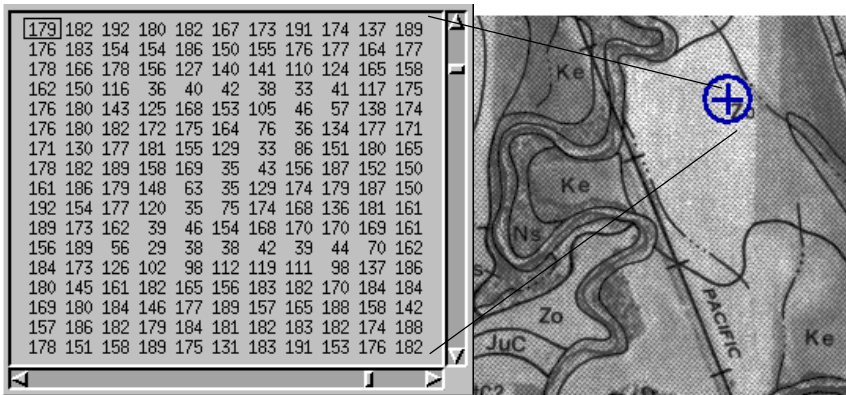 179 182 192 180 182 167 173 191 174 137 189
176 183 154 154 186 150 155 176 177 164 177
178 166 178 156 127 140 141 110 124 165 158
162 150 116 36 40 42 38 33 41 117 175
176 180 143 125 168 153 105 46 57 138 174
176 180 182 172 175 164 76 36 134 177 171
171 130 177 181 155 129 33 86 151 180 165
178 182 189 158 169 35 43 156 187 152 150
161 186 179 148 63 35 129 174 179 187 150
192 154 177 120 35 75 174 168 136 181 161
189 173 162 39 46 154 168 170 170 169 161
156 189 56 29 38 38 42 39 44 70 162
184 173 126 102 98 112 119 111 98 137 186
180 145 161 182 165 156 183 182 170 184 184
169 180 184 146 177 189 157 165 188 158 142
157 186 182 179 184 181 182 183 182 174 188
178 151 158 189 175 131 183 191 153 176 182
Ke
Ke
Ns
Zo
JuC
PACIFIC
Ke